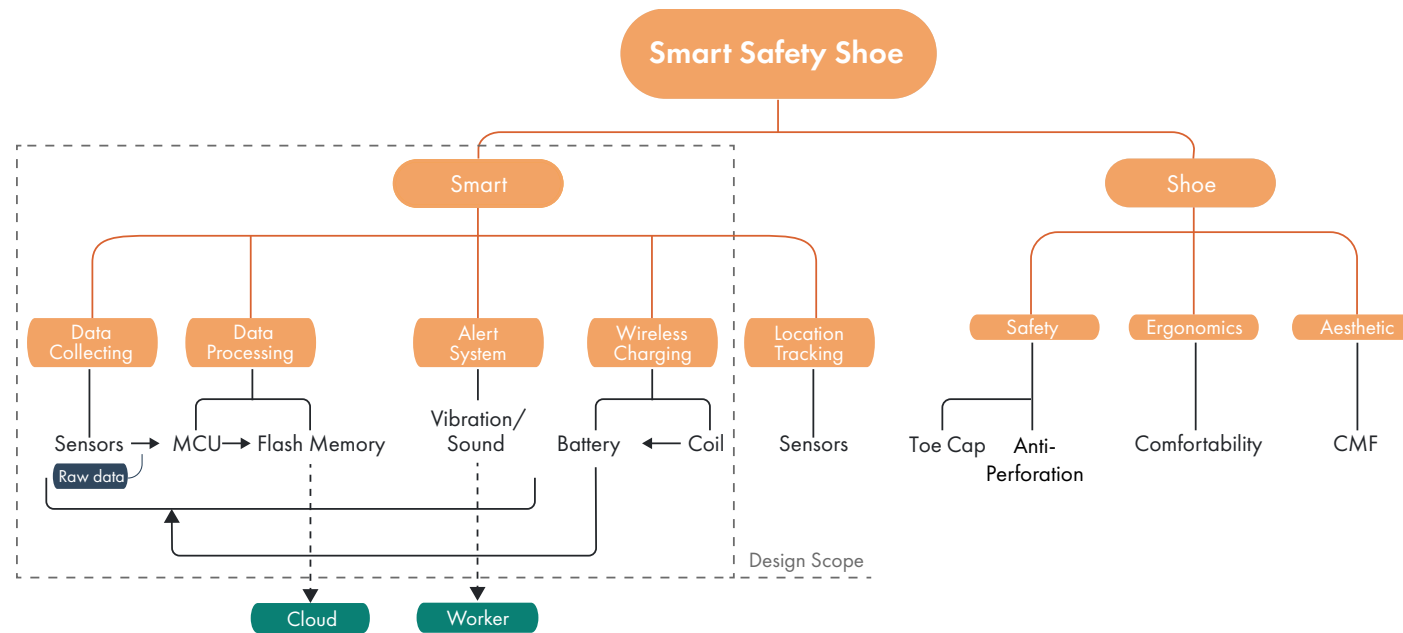 Smart Safety Shoe
Smart
Shoe
Data
Collecting
Data
Processing
Alert
System
Wireless
Charging
Location
Tracking
Safety
Ergonomics
Aesthetic
Sensors
MCU
Flash Memory
Vibration/
Sound
Battery
Coil
Sensors
Toe Cap
Anti-
Perforation
Comfortability
CMF
Raw data
Design Scope
Cloud
Worker